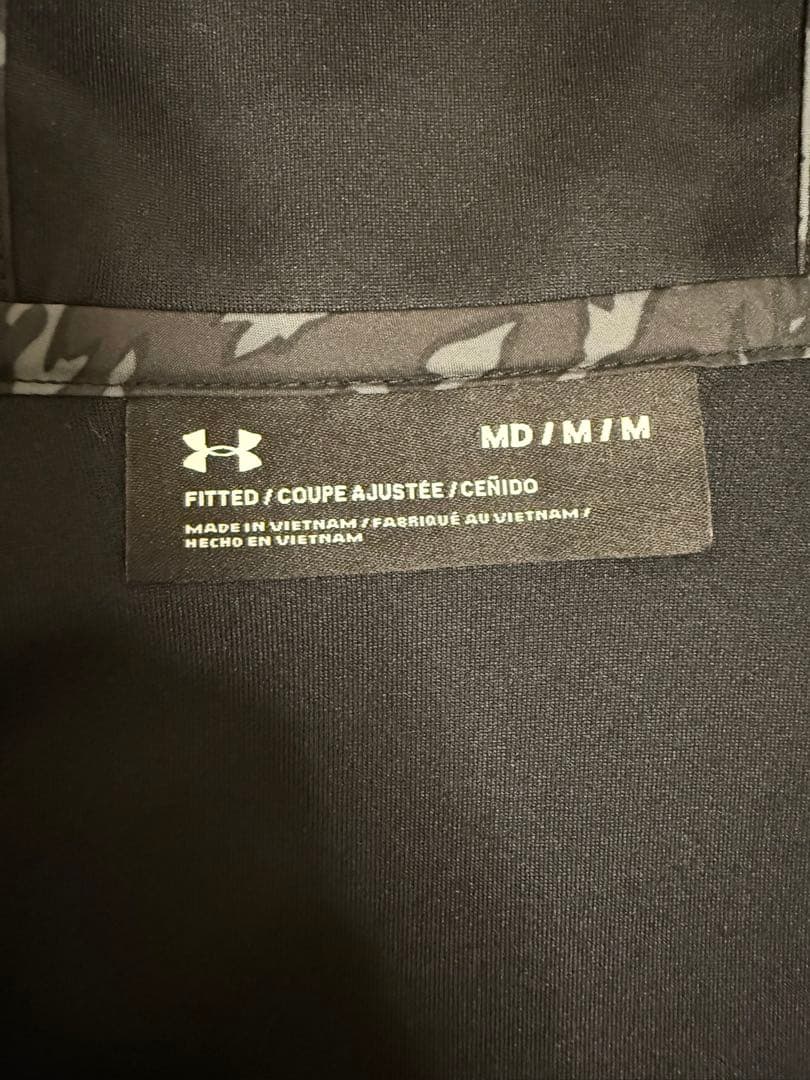 MD / M / M
FITTED / COUPE AJUSTÉE / CEÑIDO
MADE IN VIETNAM / FABRIQUÉ AU VIETNAM /
HECHO EN VIETNAM